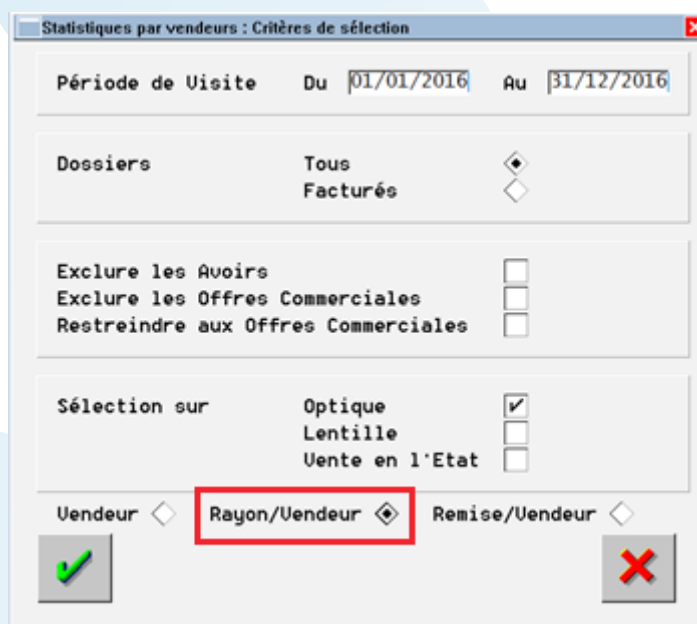 Statistiques par vendeurs : Critères de sélection
Période de Visite Du 01/01/2016 Au 31/12/2016
Dossiers Tous
Facturés
Exclure les Avoirs
Exclure les Offres Commerciales
Restreindre aux Offres Commerciales
Sélection sur Optique
Lentille
Vente en l'Etat
Vendeur Rayon/Vendeur Remise/Vendeur